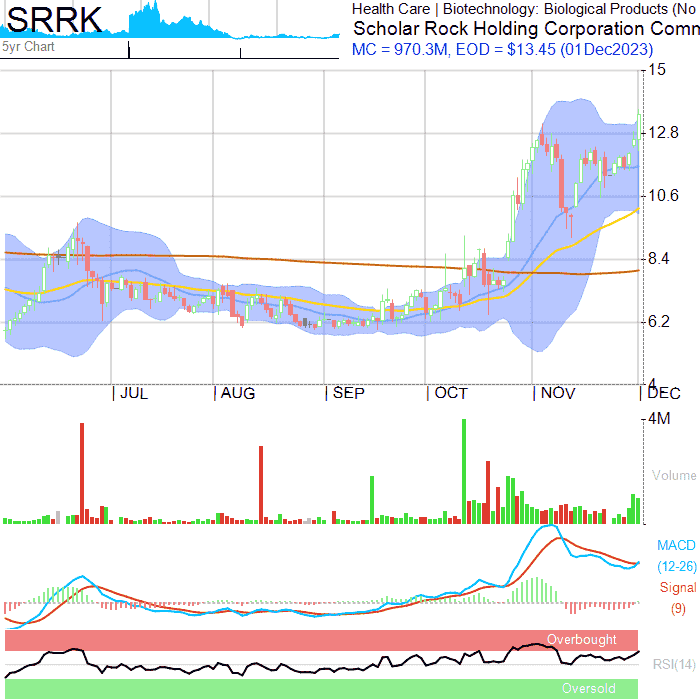 SRRK
5yr Chart
Health Care | Biotechnology: Biological Products (No
Scholar Rock Holding Corporation Comm
MC = 970.3M, EOD = $13.45 (01Dec2023)
15
12.8
10.6
8.4
6.2
4
JUL AUG SEP OCT NOV DEC
4M
Volume
MACD
(12-26)
Signal
(9)
Overbought
RSI(14)
Oversold